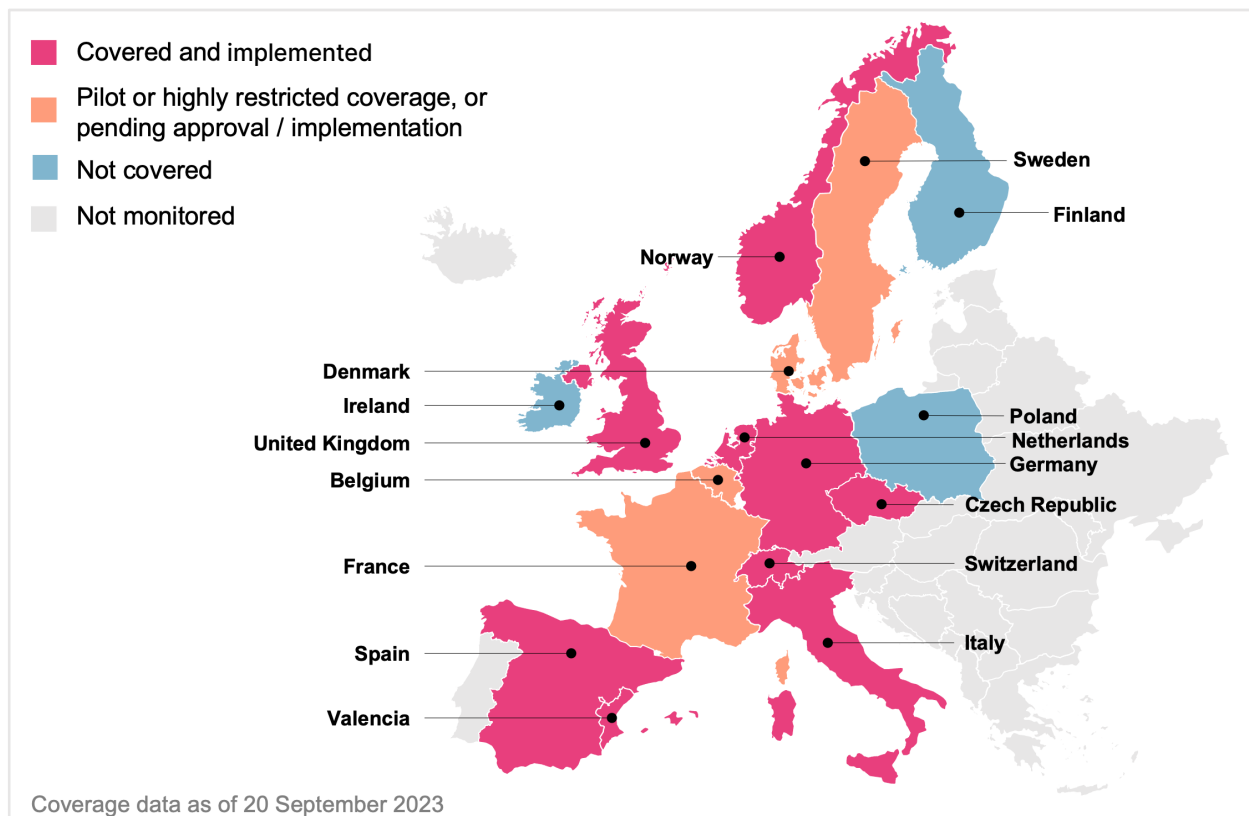 Covered and implemented
Pilot or highly restricted coverage, or
pending approval / implementation
Not covered
Not monitored
Sweden
Finland
Norway
Denmark
Ireland
Poland
United Kingdom
Netherlands
Germany
Belgium
Czech Republic
France
Switzerland
Spain
Italy
Valencia
Coverage data as of 20 September 2023